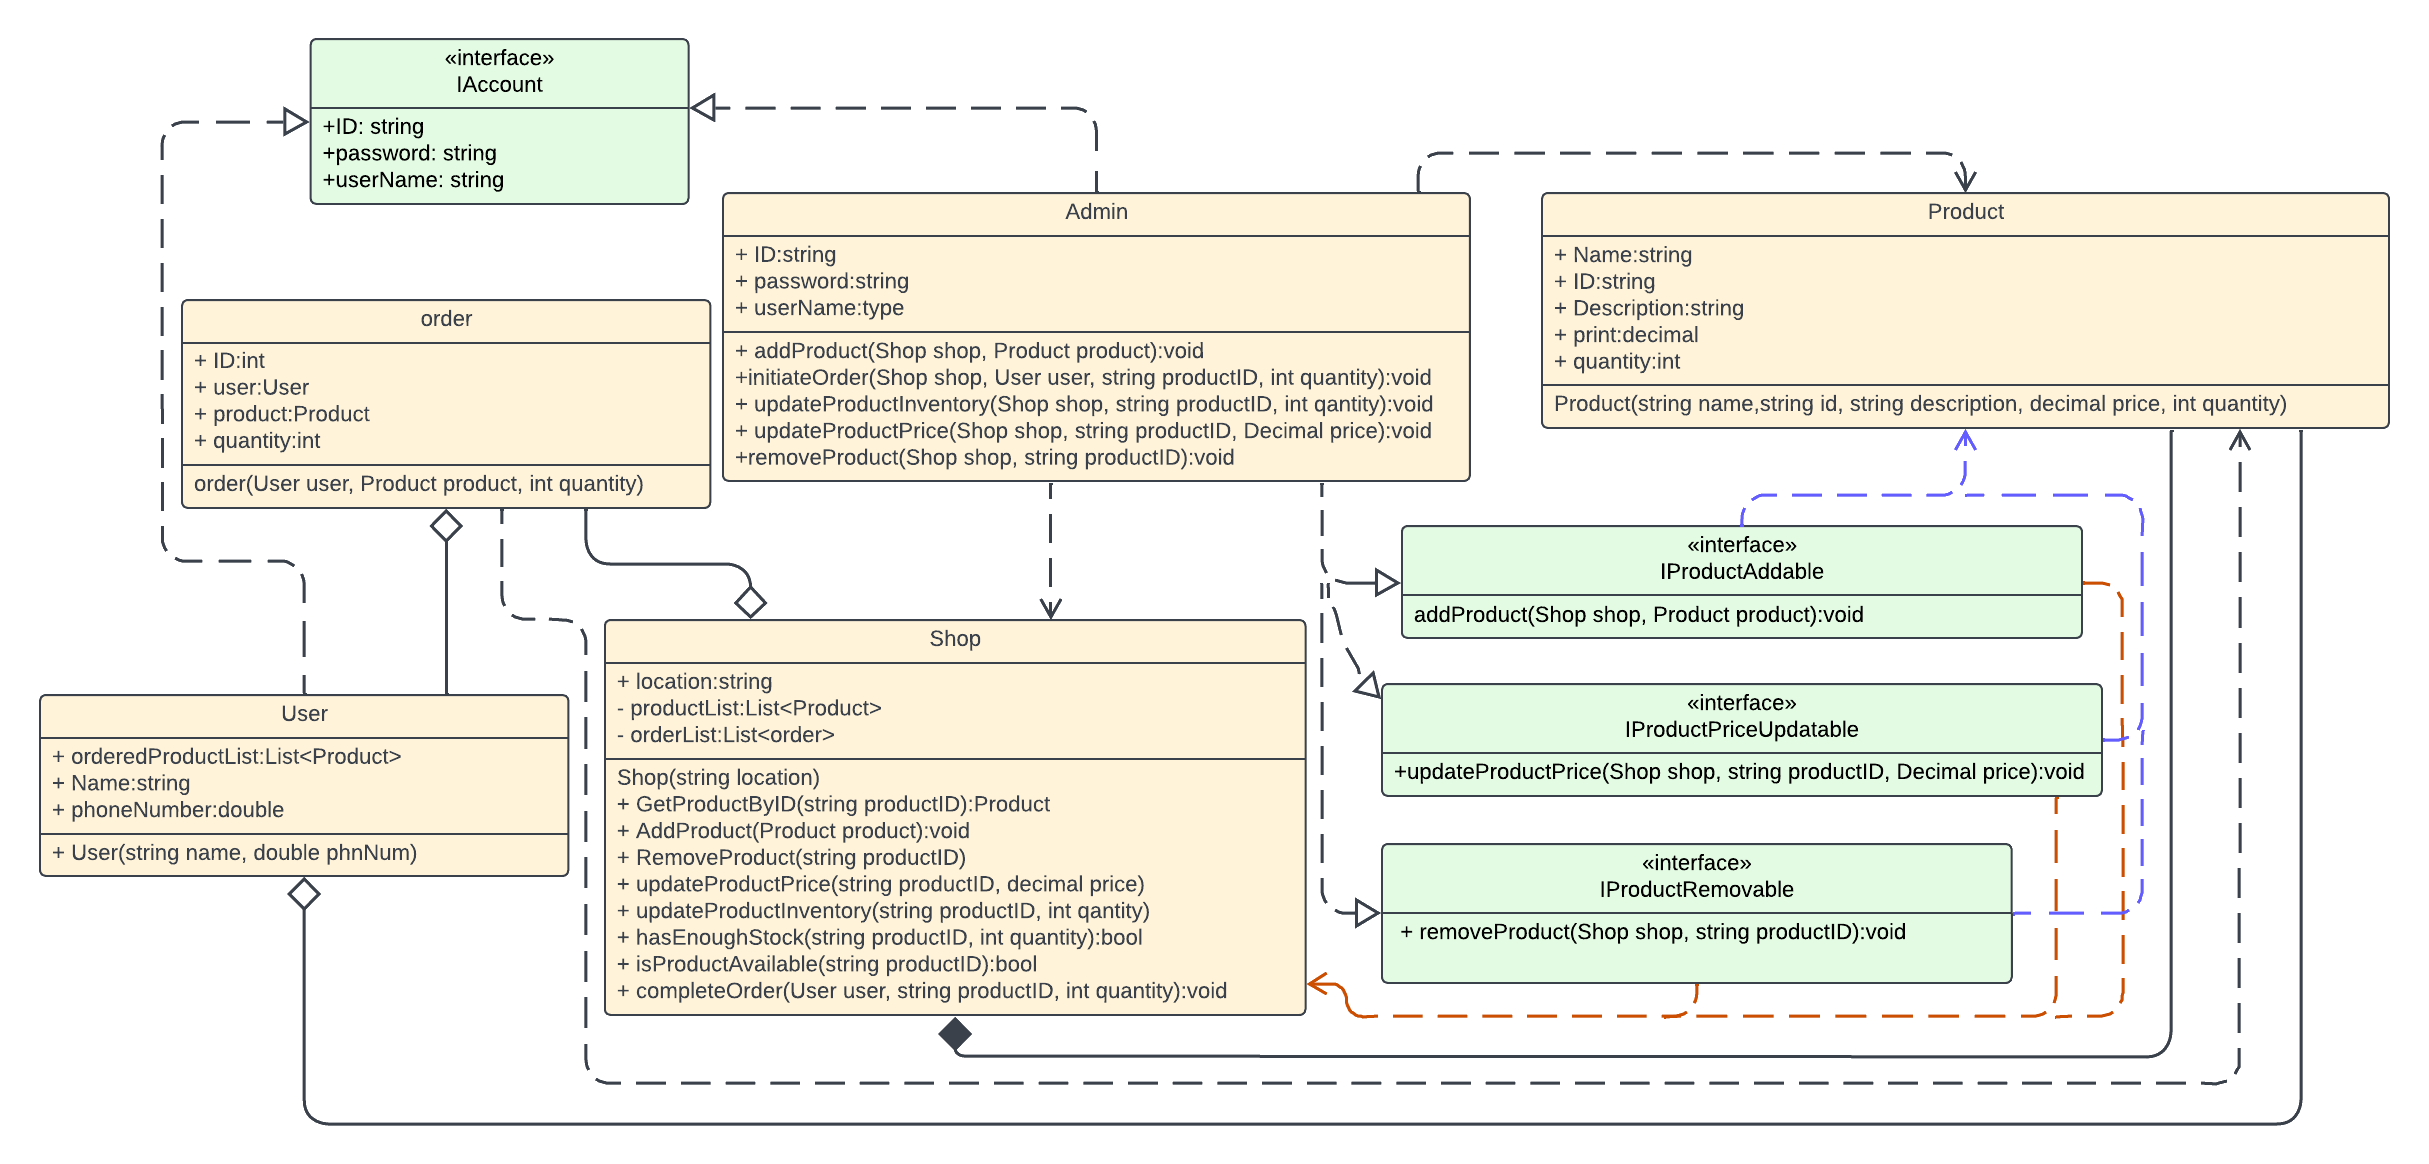 «interface»
IAccount
+ID: string
+password: string
+userName: string
Admin
+ ID:string
+ password:string
+ userName:type
+ addProduct(Shop shop, Product product):void
+initiateOrder(Shop shop, User user, string productID, int quantity):void
+ updateProductInventory(Shop shop, string productID, int qantity):void
+ updateProductPrice(Shop shop, string productID, Decimal price):void
+removeProduct(Shop shop, string productID):void
Product
+ Name:string
+ ID:string
+ Description:string
+ print:decimal
+ quantity:int
Product(string name,string id, string description, decimal price, int quantity)
order
+ ID:int
+ user:User
+ product:Product
+ quantity:int
order(User user, Product product, int quantity)
«interface»
IProductAddable
addProduct(Shop shop, Product product):void
Shop
+ location:string
- productList:List<Product>
- orderList:List<order>
Shop(string location)
+ GetProductByID(string productID):Product
+ AddProduct(Product product):void
+ RemoveProduct(string productID)
+ updateProductPrice(string productID, decimal price)
+ updateProductInventory(string productID, int qantity)
+ hasEnoughStock(string productID, int quantity):bool
+ isProductAvailable(string productID):bool
+ completeOrder(User user, string productID, int quantity):void
«interface»
IProductPriceUpdatable
+updateProductPrice(Shop shop, string productID, Decimal price):void
User
+ orderedProductList:List<Product>
+ Name:string
+ phoneNumber:double
+ User(string name, double phnNum)
«interface»
IProductRemovable
+ removeProduct(Shop shop, string productID):void